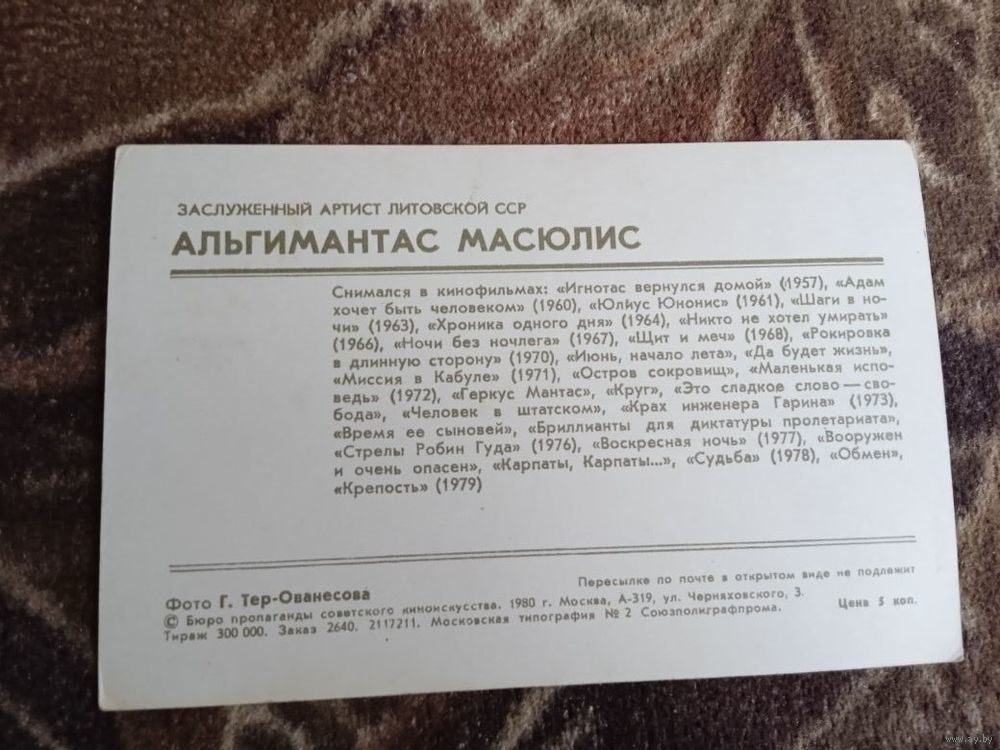 ЗАСЛУЖЕННЫЙ АРТИСТ ЛИТОВСКОЙ ССР
АЛЬГИМАНТАС МАСЮЛИС
Снимался в кинофильмах: «Игнотас вернулся домой» (1957), «Адам
хочет быть человеком» (1960), «Юлиус Юнонис» (1961), «Шаги в но-
чи» (1963), «Хроника одного дня» (1964), «Никто не хотел умирать»
(1966), «Ночи без ночлега» (1967), «Щит и меч» (1968), «Рокировка
в длинную сторону» (1970), «Июнь, начало лета», «Да будет жизнь»,
«Миссия в Кабуле» (1971), «Остров сокровищ», «Маленькая испо-
ведь» (1972), «Геркус Мантас», «Круг», «Это сладкое слово — сво-
бода», «Человек в штатском», «Крах инженера Гарина» (1973),
«Время ее сыновей», «Бриллианты для диктатуры пролетариата»,
«Стрелы Робин Гуда» (1976), «Воскресная ночь» (1977), «Вооружен
и очень опасен», «Карпаты, Карпаты...», «Судьба» (1978), «Обмен»,
«Крепость» (1979)
Пересылке по почте в открытом виде не подлежит
Фото Г. Тер-Ованесова
© Бюро пропаганды советского киноискусства. 1980 г. Москва, А-319, ул. Черняховского, 3.
Тираж 300 000. Заказ 2640. 2117211. Московская типография № 2 Союзполиграфпрома.
Цена 5 коп.
www.ay.by